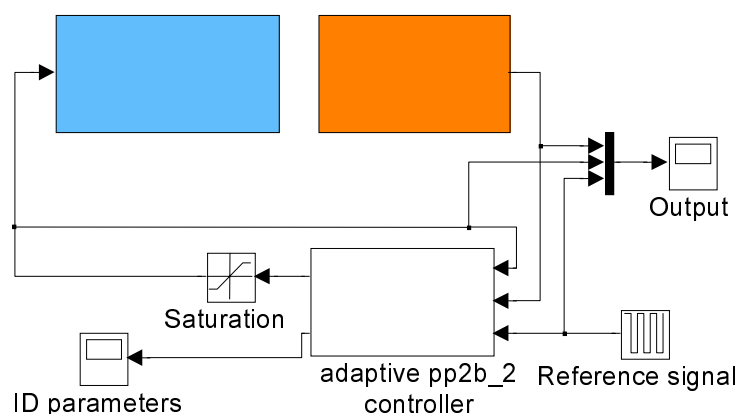 Output
Saturation
adaptive pp2b_2
controller
Reference signal
ID parameters